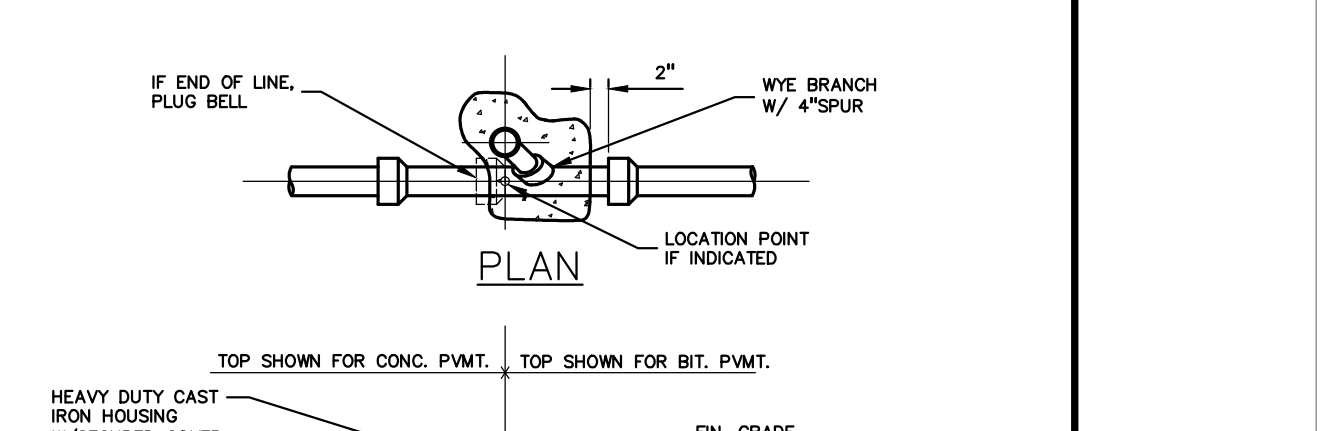 IF END OF LINE,
PLUG BELL
2"
WYE BRANCH
W/ 4"SPUR
LOCATION POINT
IF INDICATED
PLAN
TOP SHOWN FOR CONC. PVMT.
TOP SHOWN FOR BIT. PVMT.
HEAVY DUTY CAST
IRON HOUSING
FIN. GRADE